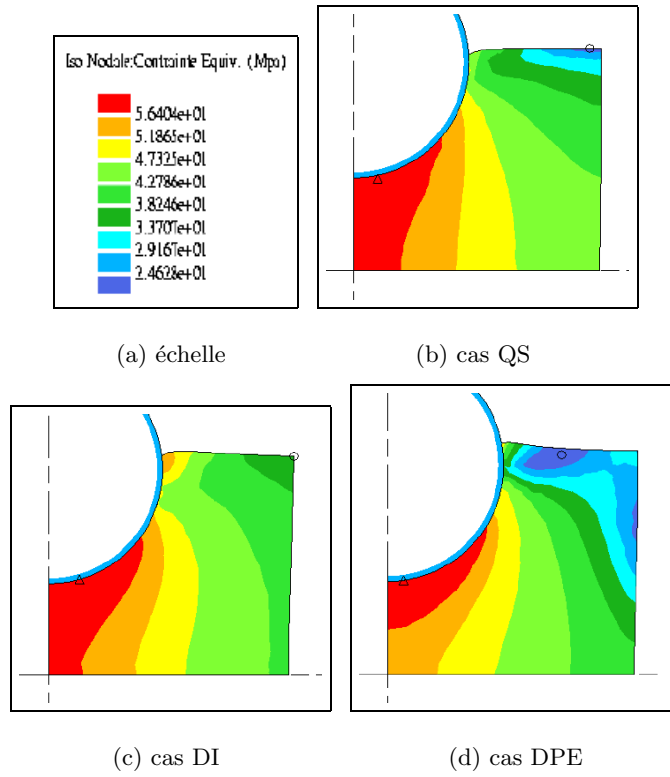 Iso Nodale:Contrainte Equiv. (Mpa)
5.6404e+01
5.1865e+01
4.7325e+01
4.2786e+01
3.8246e+01
3.3707e+01
2.9167e+01
2.4628e+01
(a) échelle
(b) cas QS
(c) cas DI
(d) cas DPE